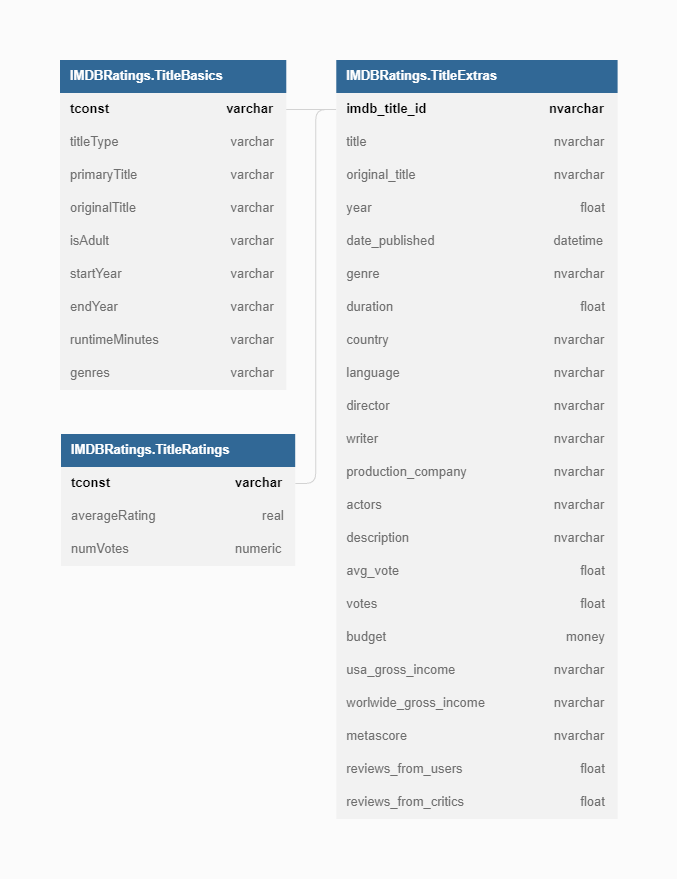 IMDBRatings.TitleBasics
tconst varchar
titleType varchar
primaryTitle varchar
originalTitle varchar
isAdult varchar
startYear varchar
endYear varchar
runtimeMinutes varchar
genres varchar
IMDBRatings.TitleRatings
tconst varchar
averageRating real
numVotes numeric
IMDBRatings.TitleExtras
imdb_title_id nvarchar
title nvarchar
original_title nvarchar
year float
date_published datetime
genre nvarchar
duration float
country nvarchar
language nvarchar
director nvarchar
writer nvarchar
production_company nvarchar
actors nvarchar
description nvarchar
avg_vote float
votes float
budget money
usa_gross_income nvarchar
worlwide_gross_income nvarchar
metascore nvarchar
reviews_from_users float
reviews_from_critics float